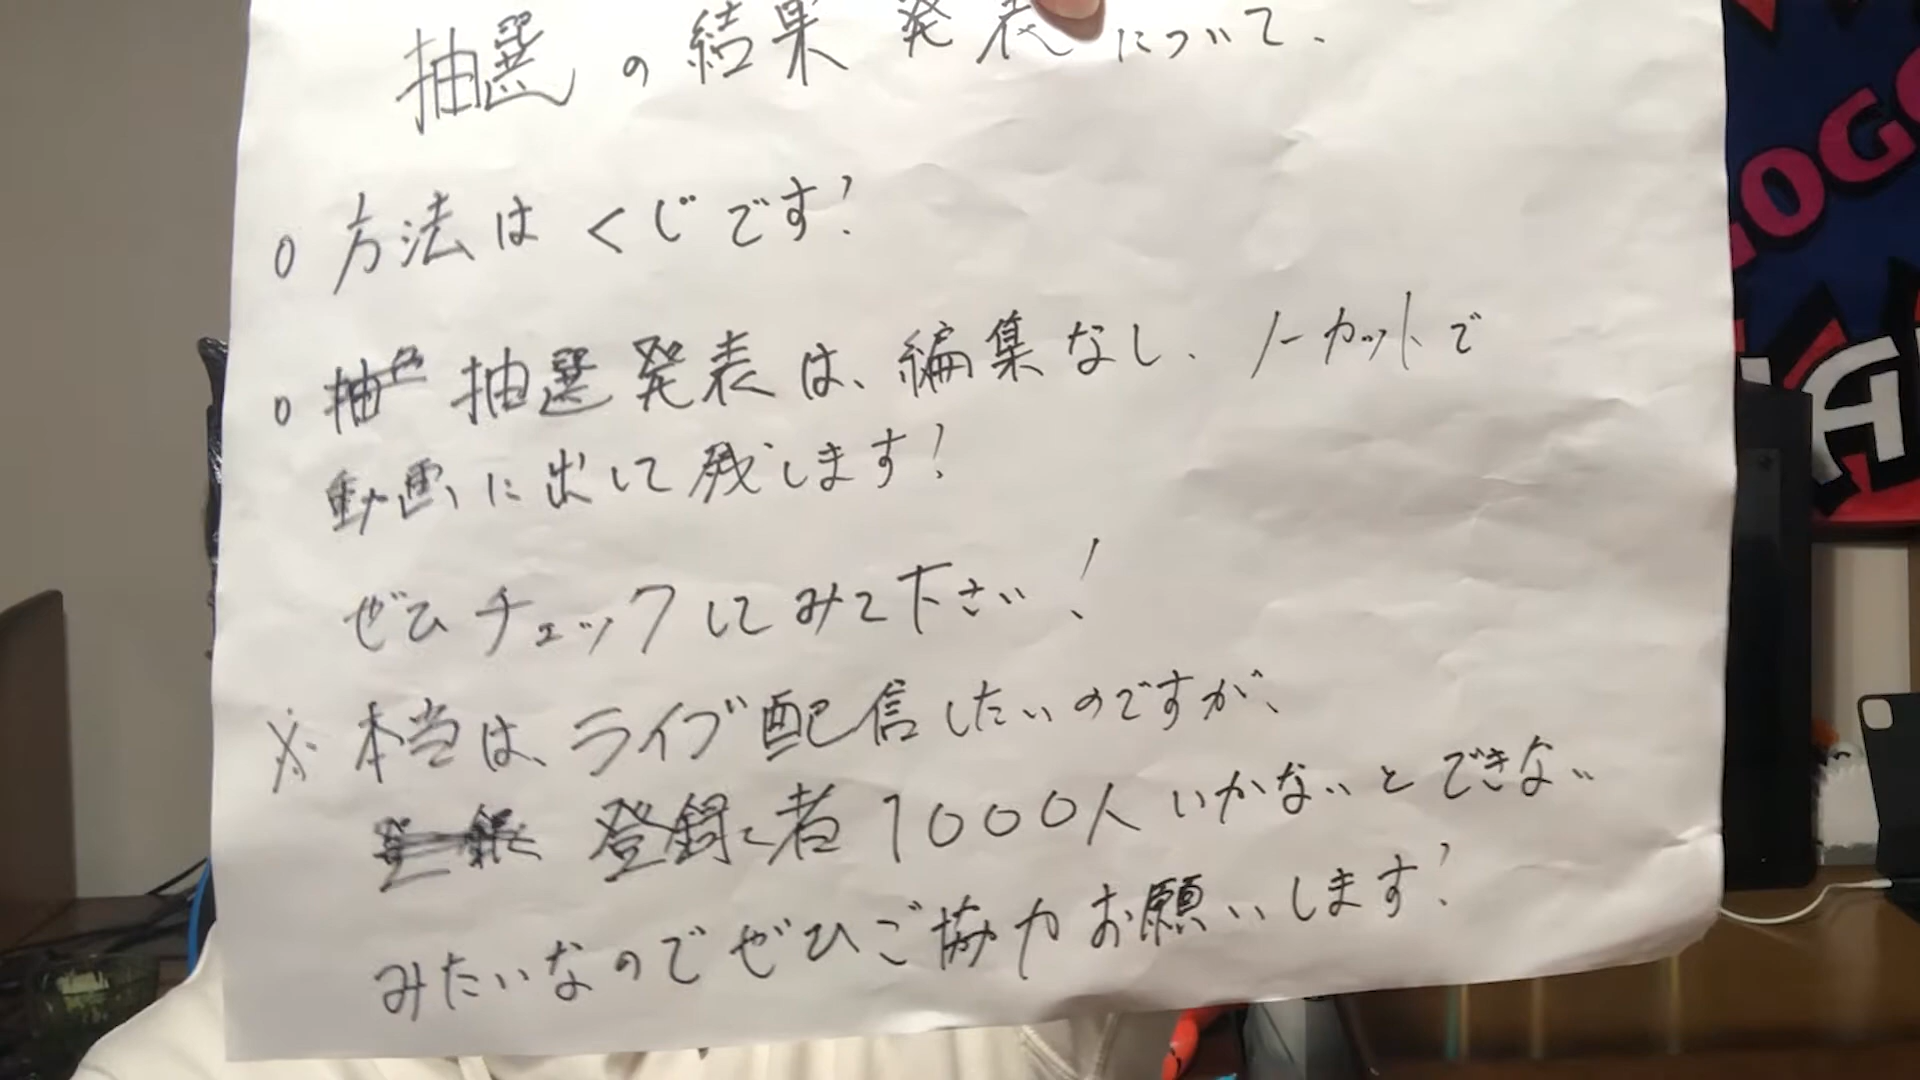 抽選の結果発表について、
○ 方法はくじです!
○ 抽選発表は、編集なし、ノーカットで
動画に出して残します!
ぜひチェックしてみて下さい!
※ 本当は、ライブ配信したいのですが、
登録者1000人いかないとできない
みたいなのでぜひご協力お願いします!